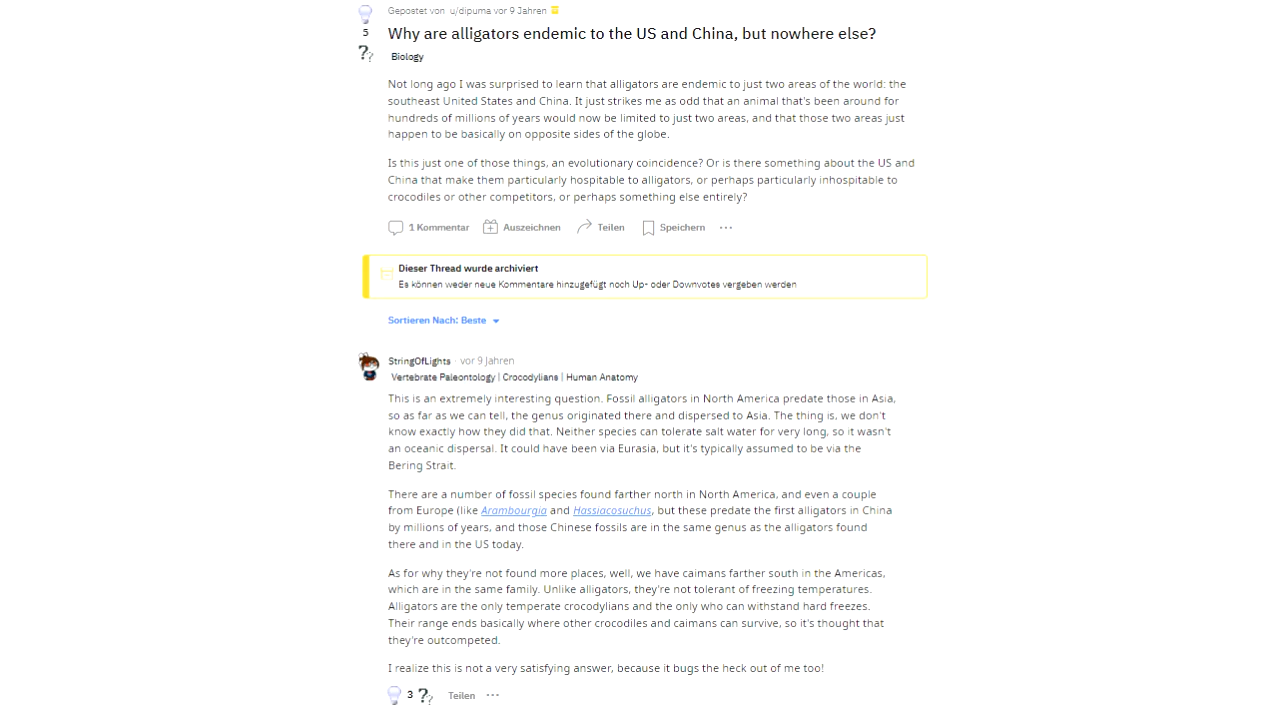 Gepostet von u/dipuma vor 9 Jahren
5
Why are alligators endemic to the US and China, but nowhere else?
Biology
Not long ago I was surprised to learn that alligators are endemic to just two areas of the world: the
southeast United States and China. It just strikes me as odd that an animal that's been around for
hundreds of millions of years would now be limited to just two areas, and that those two areas just
happen to be basically on opposite sides of the globe.
Is this just one of those things, an evolutionary coincidence? Or is there something about the US and
China that make them particularly hospitable to alligators, or perhaps particularly inhospitable to
crocodiles or other competitors, or perhaps something else entirely?
1 Kommentar Auszeichnen Teilen Speichern ...
Dieser Thread wurde archiviert
Es können weder neue Kommentare hinzugefügt noch Up- oder Downvotes vergeben werden
Sortieren Nach: Beste
StringOfLights · vor 9 Jahren
Vertebrate Paleontology | Crocodylians | Human Anatomy
This is an extremely interesting question. Fossil alligators in North America predate those in Asia,
so as far as we can tell, the genus originated there and dispersed to Asia. The thing is, we don't
know exactly how they did that. Neither species can tolerate salt water for very long, so it wasn't
an oceanic dispersal. It could have been via Eurasia, but it's typically assumed to be via the
Bering Strait.
There are a number of fossil species found farther north in North America, and even a couple
from Europe (like Arambourgia and Hassiacosuchus, but these predate the first alligators in China
by millions of years, and those Chinese fossils are in the same genus as the alligators found
there and in the US today.
As for why they're not found more places, well, we have caimans farther south in the Americas,
which are in the same family. Unlike alligators, they're not tolerant of freezing temperatures.
Alligators are the only temperate crocodylians and the only who can withstand hard freezes.
Their range ends basically where other crocodiles and caimans can survive, so it's thought that
they're outcompeted.
I realize this is not a very satisfying answer, because it bugs the heck out of me too!
3 Teilen ...